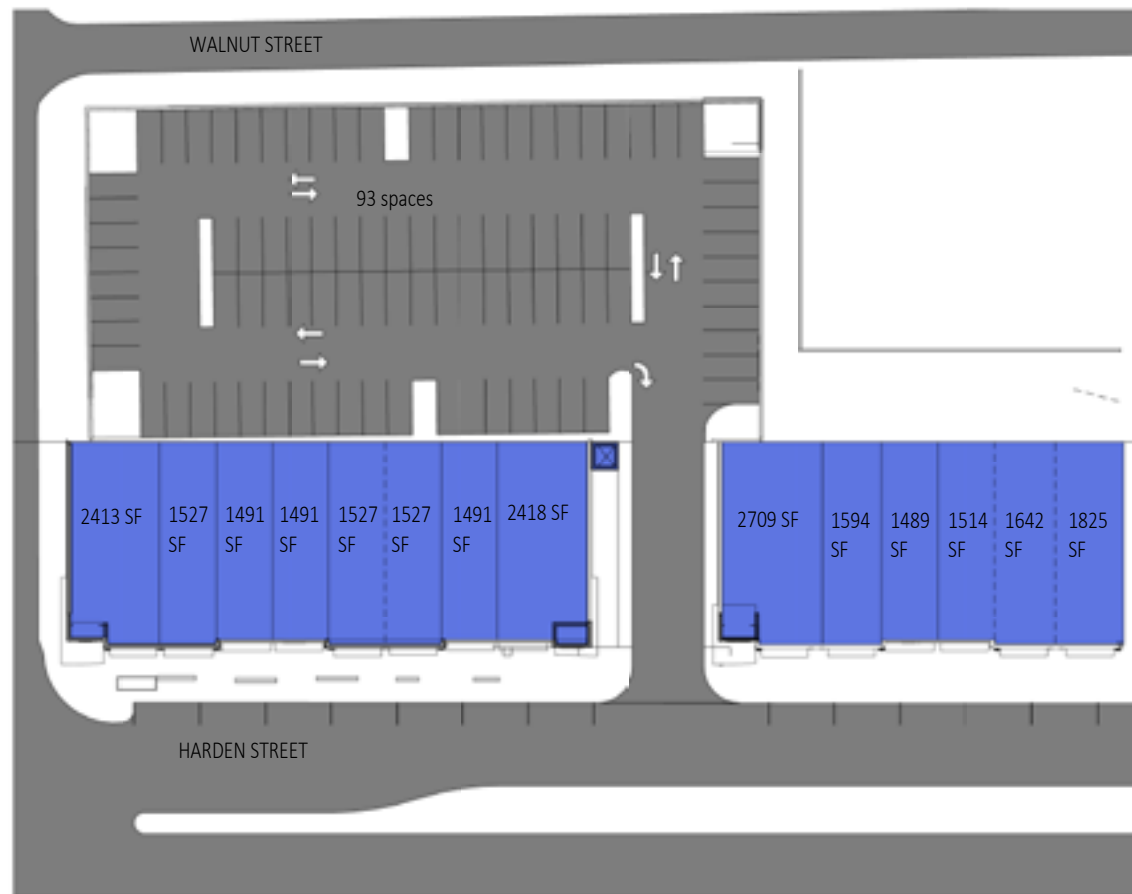 WALNUT STREET
93 spaces
2413 SF
1527
SF
1491
SF
1491
SF
1527
SF
1527
SF
1491
SF
2418 SF
2709 SF
1594
SF
1489
SF
1514
SF
1642
SF
1825
SF
HARDEN STREET